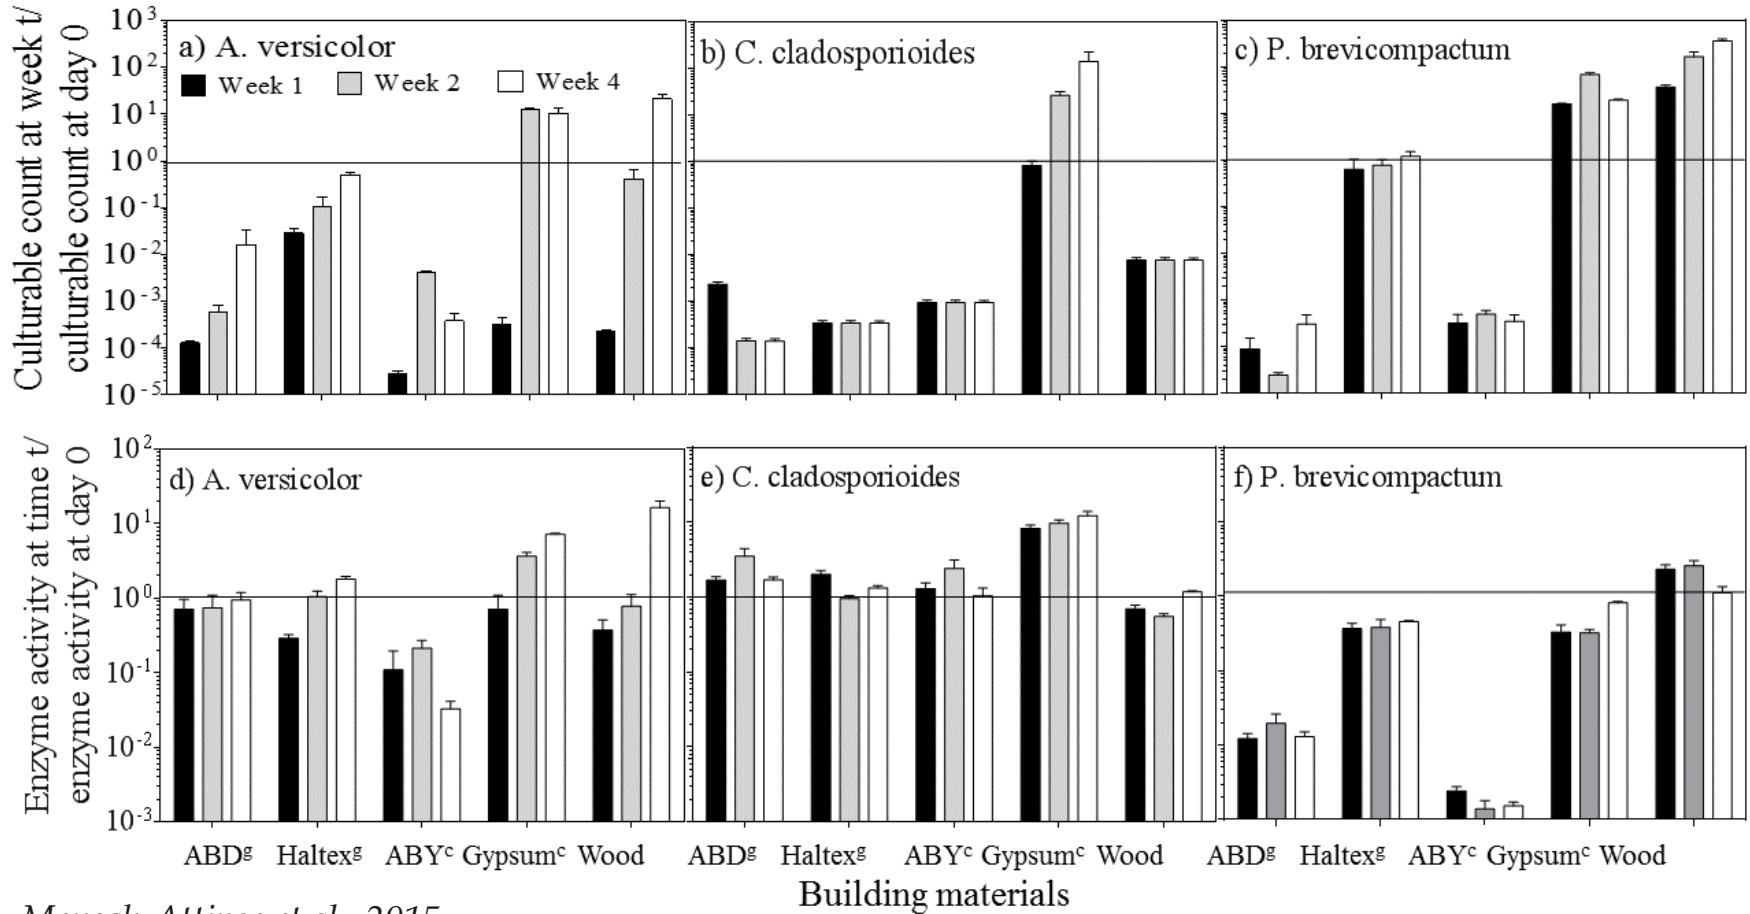 Culturable count at week t/
culturable count at day 0
10³
10²
10¹
10⁰
10⁻¹
10⁻²
10⁻³
10⁻⁴
10⁻⁵
a) A. versicolor
Week 1
Week 2
Week 4
b) C. cladosporioides
c) P. brevicompactum
Enzyme activity at time t/
enzyme activity at day 0
10²
10¹
10⁰
10⁻¹
10⁻²
10⁻³
d) A. versicolor
e) C. cladosporioides
f) P. brevicompactum
ABDᵍ Haltexᵍ ABYᶜ Gypsumᶜ Wood
ABDᵍ Haltexᵍ ABYᶜ Gypsumᶜ Wood
ABDᵍ Haltexᵍ ABYᶜ Gypsumᶜ Wood
Building materials
et al., 2015